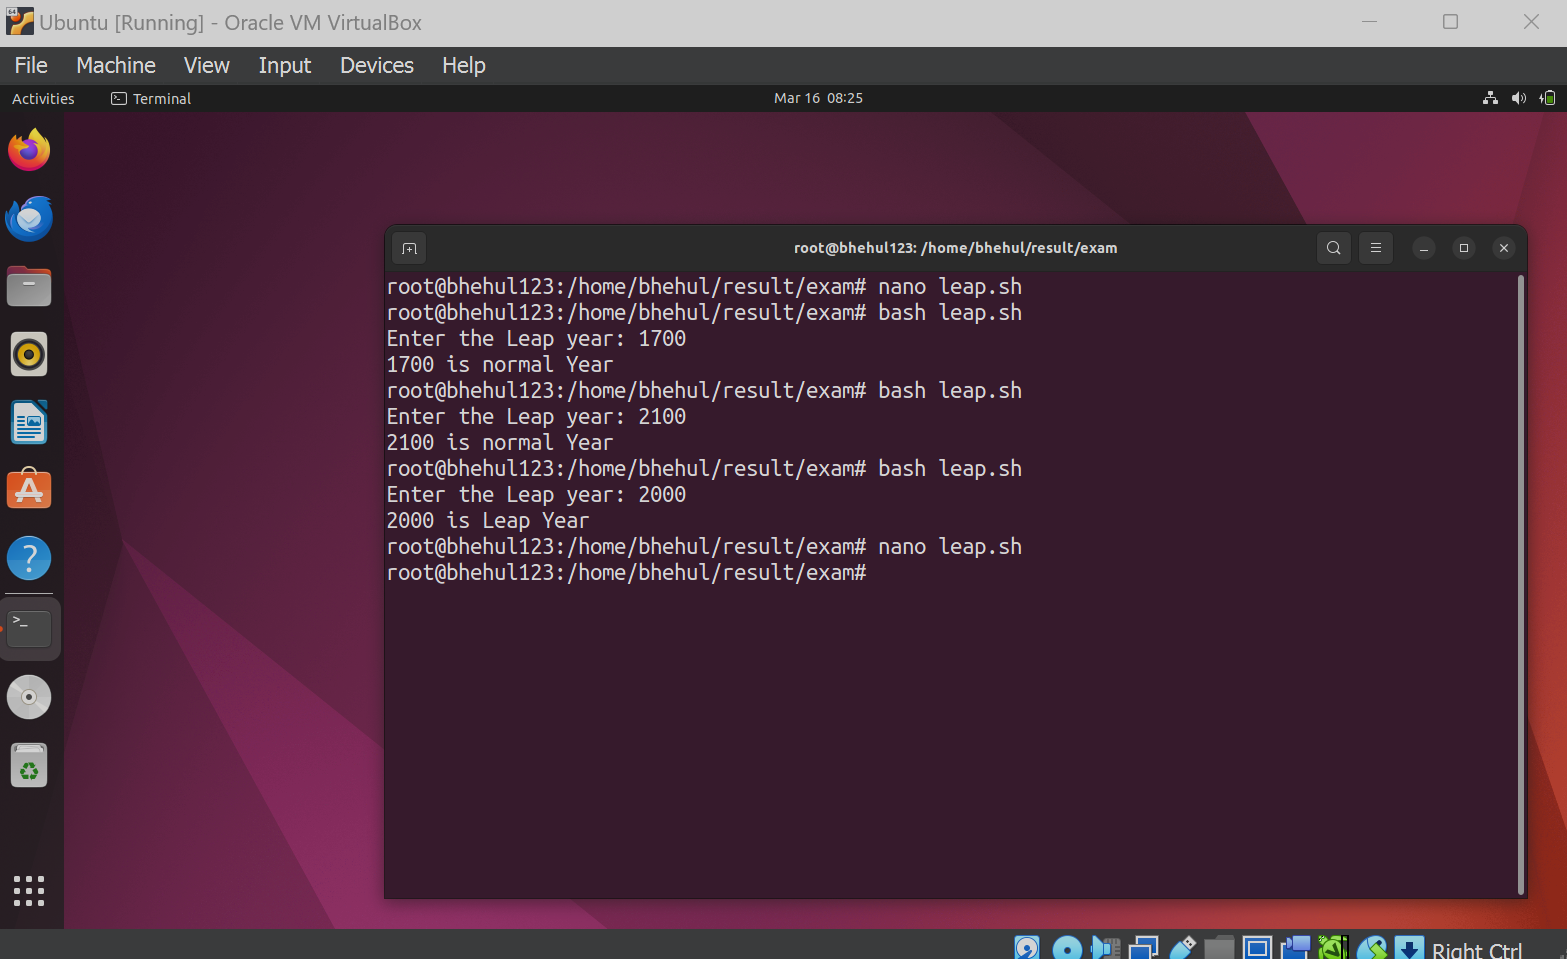 64
Ubuntu [Running] - Oracle VM VirtualBox
File Machine View Input Devices Help
Activities Terminal Mar 16 08:25
root@bhehul123: /home/bhehul/result/exam
root@bhehul123:/home/bhehul/result/exam# nano leap.sh
root@bhehul123:/home/bhehul/result/exam# bash leap.sh
Enter the Leap year: 1700
1700 is normal Year
root@bhehul123:/home/bhehul/result/exam# bash leap.sh
Enter the Leap year: 2100
2100 is normal Year
root@bhehul123:/home/bhehul/result/exam# bash leap.sh
Enter the Leap year: 2000
2000 is Leap Year
root@bhehul123:/home/bhehul/result/exam# nano leap.sh
root@bhehul123:/home/bhehul/result/exam#
Right Ctrl